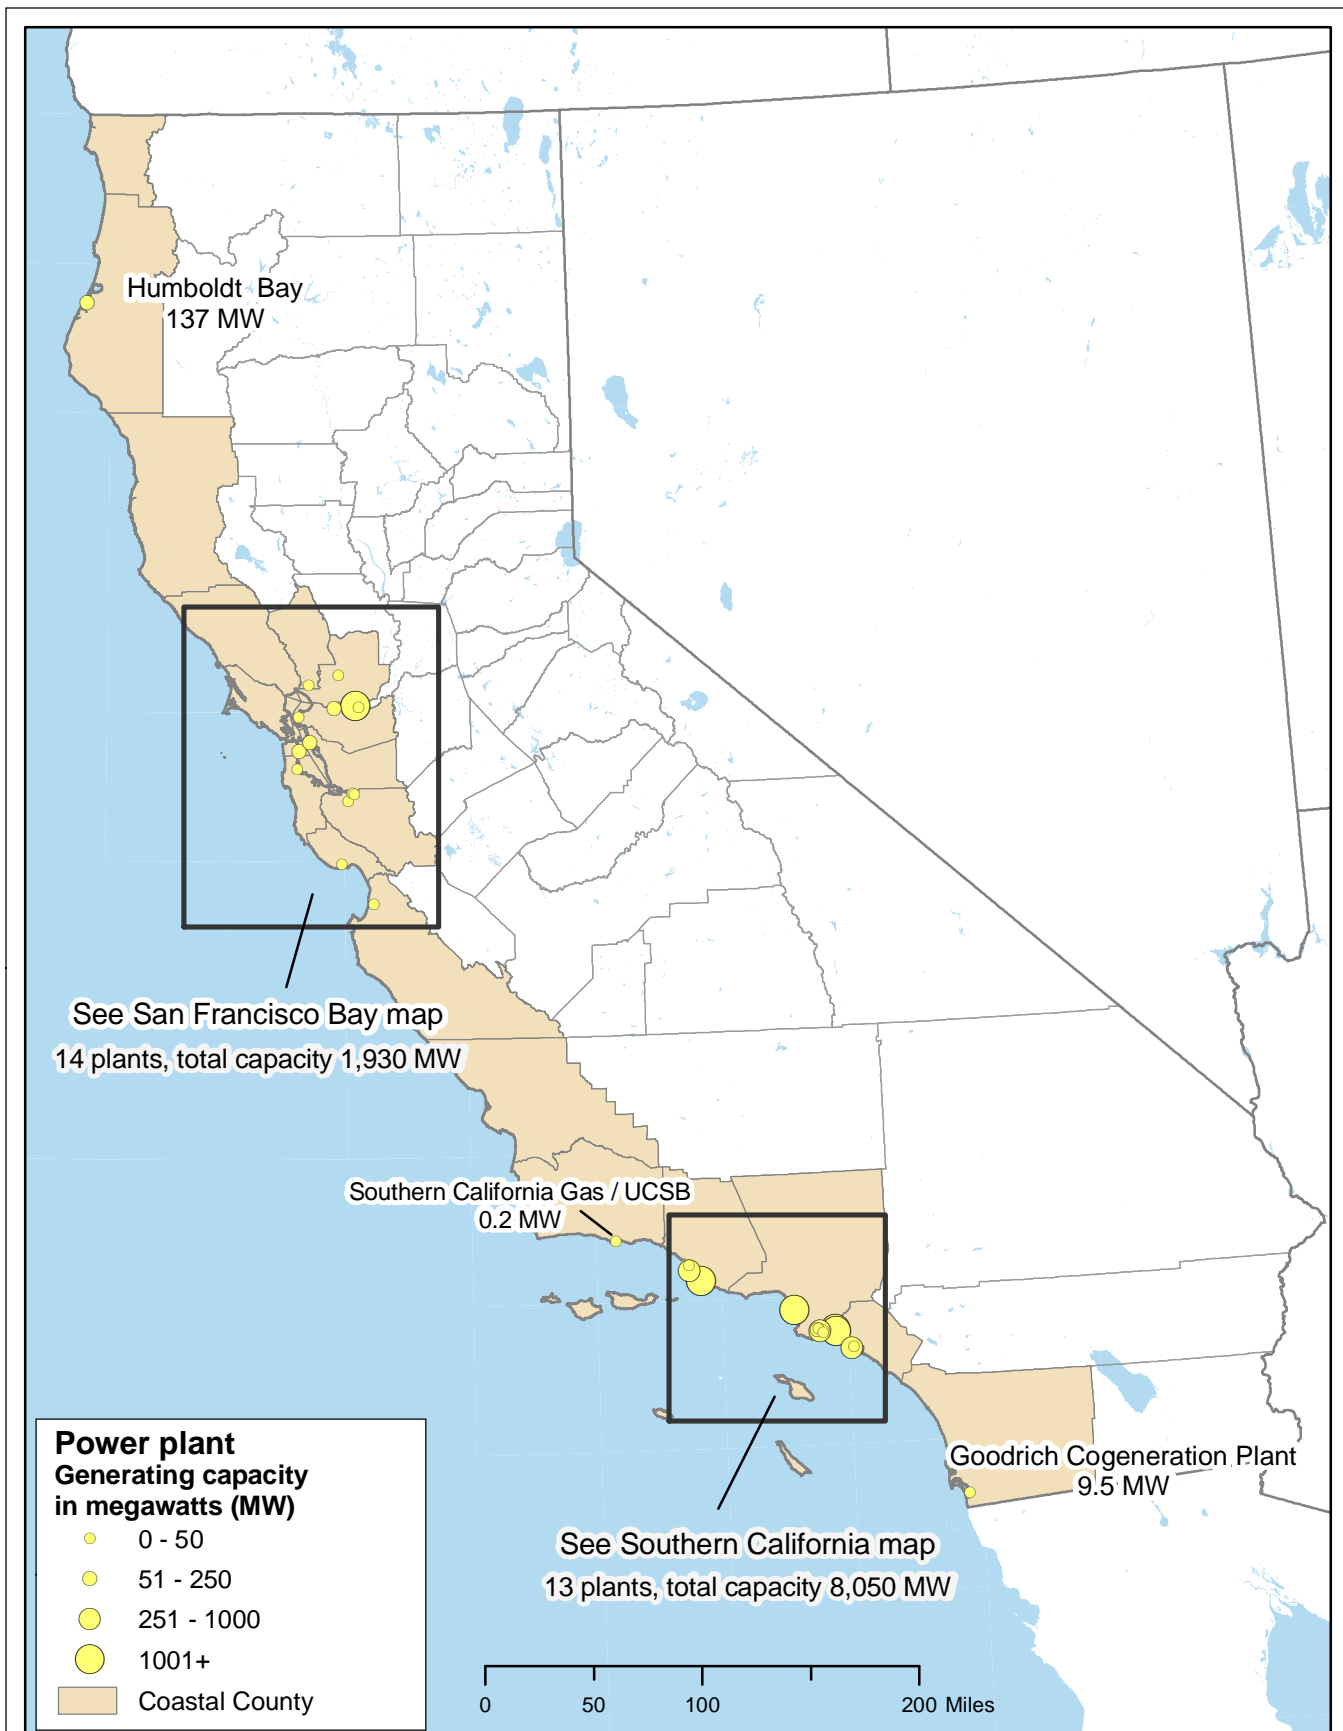 Humboldt Bay
137 MW
See San Francisco Bay map
14 plants, total capacity 1,930 MW
Southern California Gas / UCSB
0.2 MW
Goodrich Cogeneration Plant
9.5 MW
See Southern California map
13 plants, total capacity 8,050 MW
Power plant
Generating capacity
in megawatts (MW)
0 - 50
51 - 250
251 - 1000
1001+
Coastal County
0 50 100 200 Miles